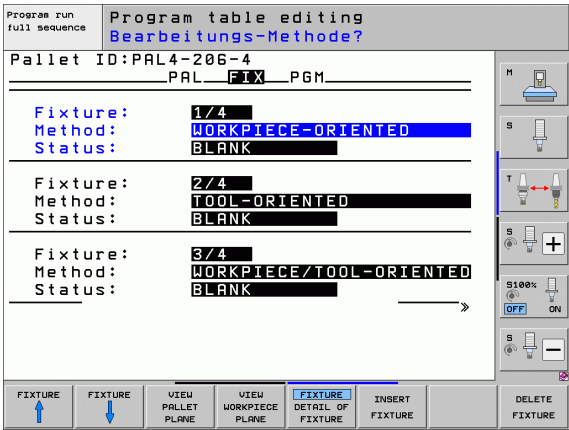 Program run
full sequence
Program table editing
Bearbeitungs-Methode?
Pallet ID:PAL4-206-4
PAL FIX PGM
Fixture: 1/4
Method: WORKPIECE-ORIENTED
Status: BLANK
Fixture: 2/4
Method: TOOL-ORIENTED
Status: BLANK
Fixture: 3/4
Method: WORKPIECE/TOOL-ORIENTED
Status: BLANK
»
M
S
T
S
+
S100%
OFF ON
S
−
FIXTURE
FIXTURE
VIEW
PALLET
PLANE
VIEW
WORKPIECE
PLANE
FIXTURE
DETAIL OF
FIXTURE
INSERT
FIXTURE
DELETE
FIXTURE